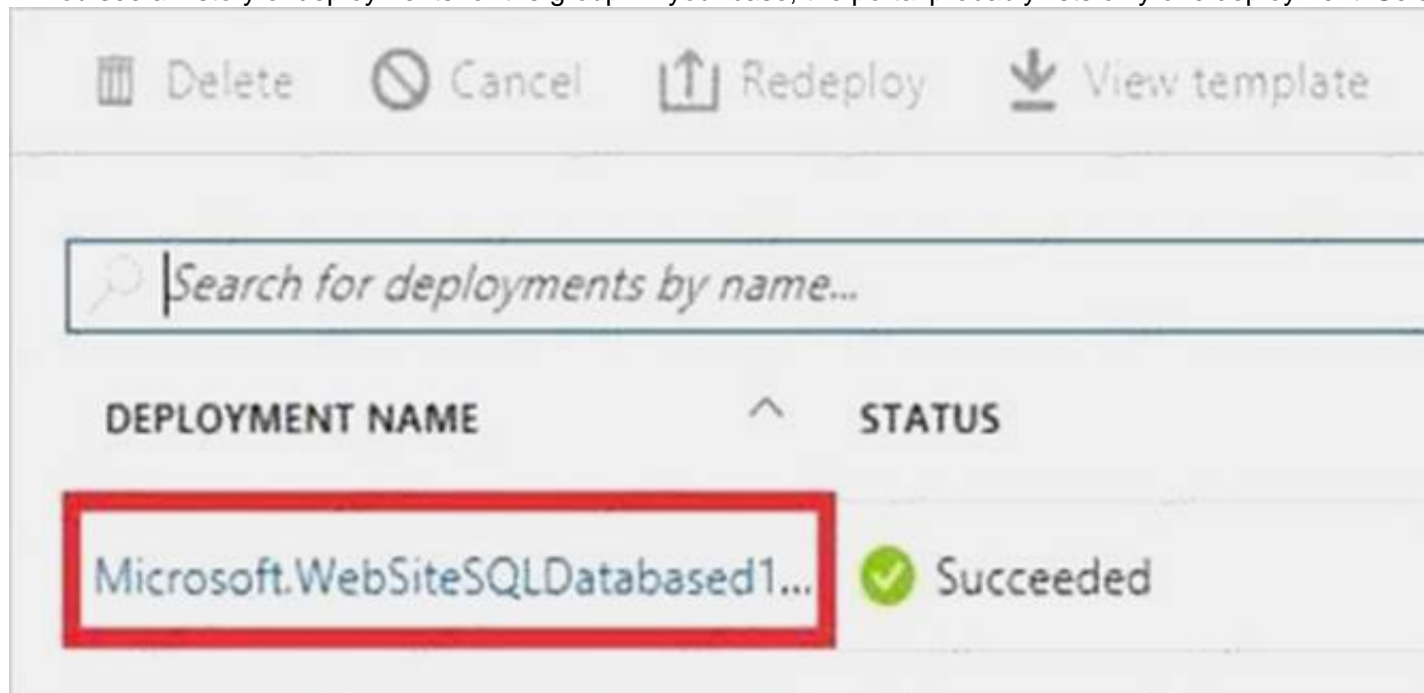 Delete Cancel Redeploy View template
Search for deployments by name...
DEPLOYMENT NAME STATUS
Microsoft.WebSiteSQLDatabased1... Succeeded